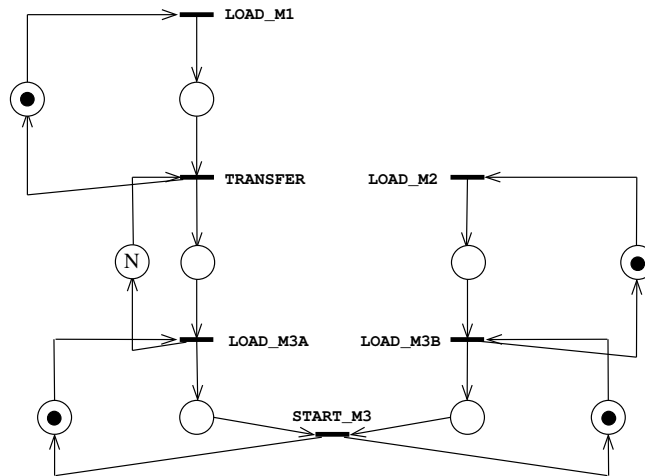 LOAD_M1
TRANSFER
LOAD_M2
N
LOAD_M3A
LOAD_M3B
START_M3